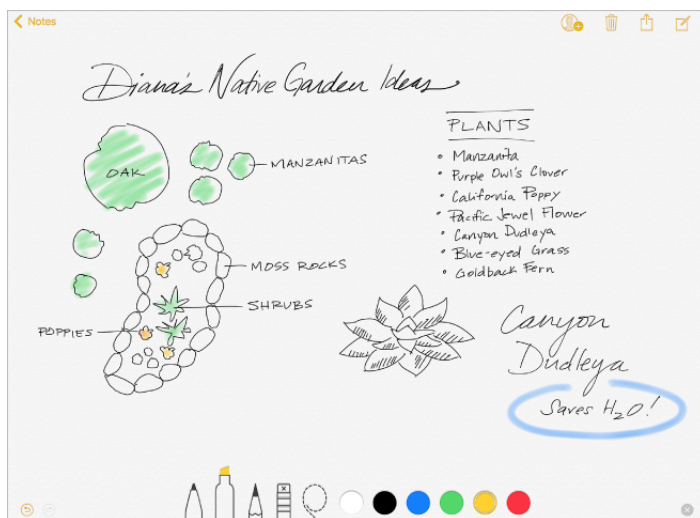 Notes
Diana's Native Garden Ideas
OAK
MANZANITAS
MOSS ROCKS
SHRUBS
POPPIES
PLANTS
• Manzanita
• Purple Owl's Clover
• California Poppy
• Pacific Jewel Flower
• Canyon Dudleya
• Blue-eyed Grass
• Goldback Fern
Canyon
Dudleya
Saves H₂O!